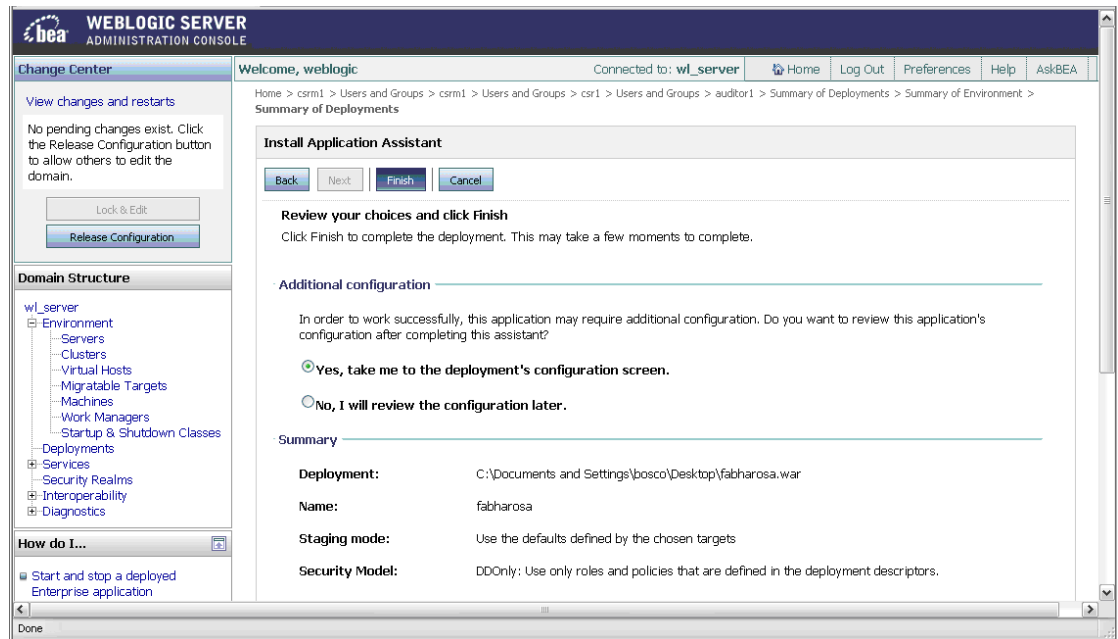 bea WEBLOGIC SERVER
ADMINISTRATION CONSOLE
Change Center
View changes and restarts
No pending changes exist. Click
the Release Configuration button
to allow others to edit the
domain.
Lock & Edit
Release Configuration
Domain Structure
wl_server
Environment
Servers
Clusters
Virtual Hosts
Migratable Targets
Machines
Work Managers
Startup & Shutdown Classes
Deployments
Services
Security Realms
Interoperability
Diagnostics
How do I...
Start and stop a deployed
Enterprise application
Welcome, weblogic Connected to: wl_server Home Log Out Preferences Help AskBEA
Home > csrm1 > Users and Groups > csrm1 > Users and Groups > csr1 > Users and Groups > auditor1 > Summary of Deployments > Summary of Environment >
Summary of Deployments
Install Application Assistant
Back Next Finish Cancel
Review your choices and click Finish
Click Finish to complete the deployment. This may take a few moments to complete.
Additional configuration
In order to work successfully, this application may require additional configuration. Do you want to review this application's
configuration after completing this assistant?
Yes, take me to the deployment's configuration screen.
No, I will review the configuration later.
Summary
Deployment: C:\Documents and Settings\bosco\Desktop\fabharosa.war
Name: fabharosa
Staging mode: Use the defaults defined by the chosen targets
Security Model: DDOnly: Use only roles and policies that are defined in the deployment descriptors.
Done